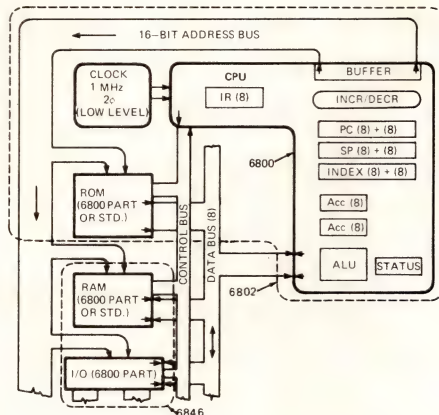 16-BIT ADDRESS BUS
CLOCK
1 MHz
2φ
(LOW LEVEL)
CPU
IR (8)
BUFFER
INCR/DECR
PC (8) + (8)
SP (8) + (8)
INDEX (8) + (8)
Acc (8)
Acc (8)
ALU
STATUS
6800
ROM
(6800 PART
OR STD.)
CONTROL BUS
DATA BUS (8)
6802
RAM
(6800 PART
OR STD.)
I/O (6800 PART)
6846